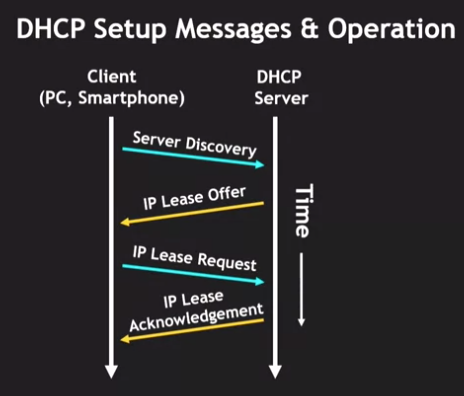 DHCP Setup Messages & Operation
Client
(PC, Smartphone)
DHCP
Server
Server Discovery
IP Lease Offer
IP Lease Request
IP Lease
Acknowledgement
Time